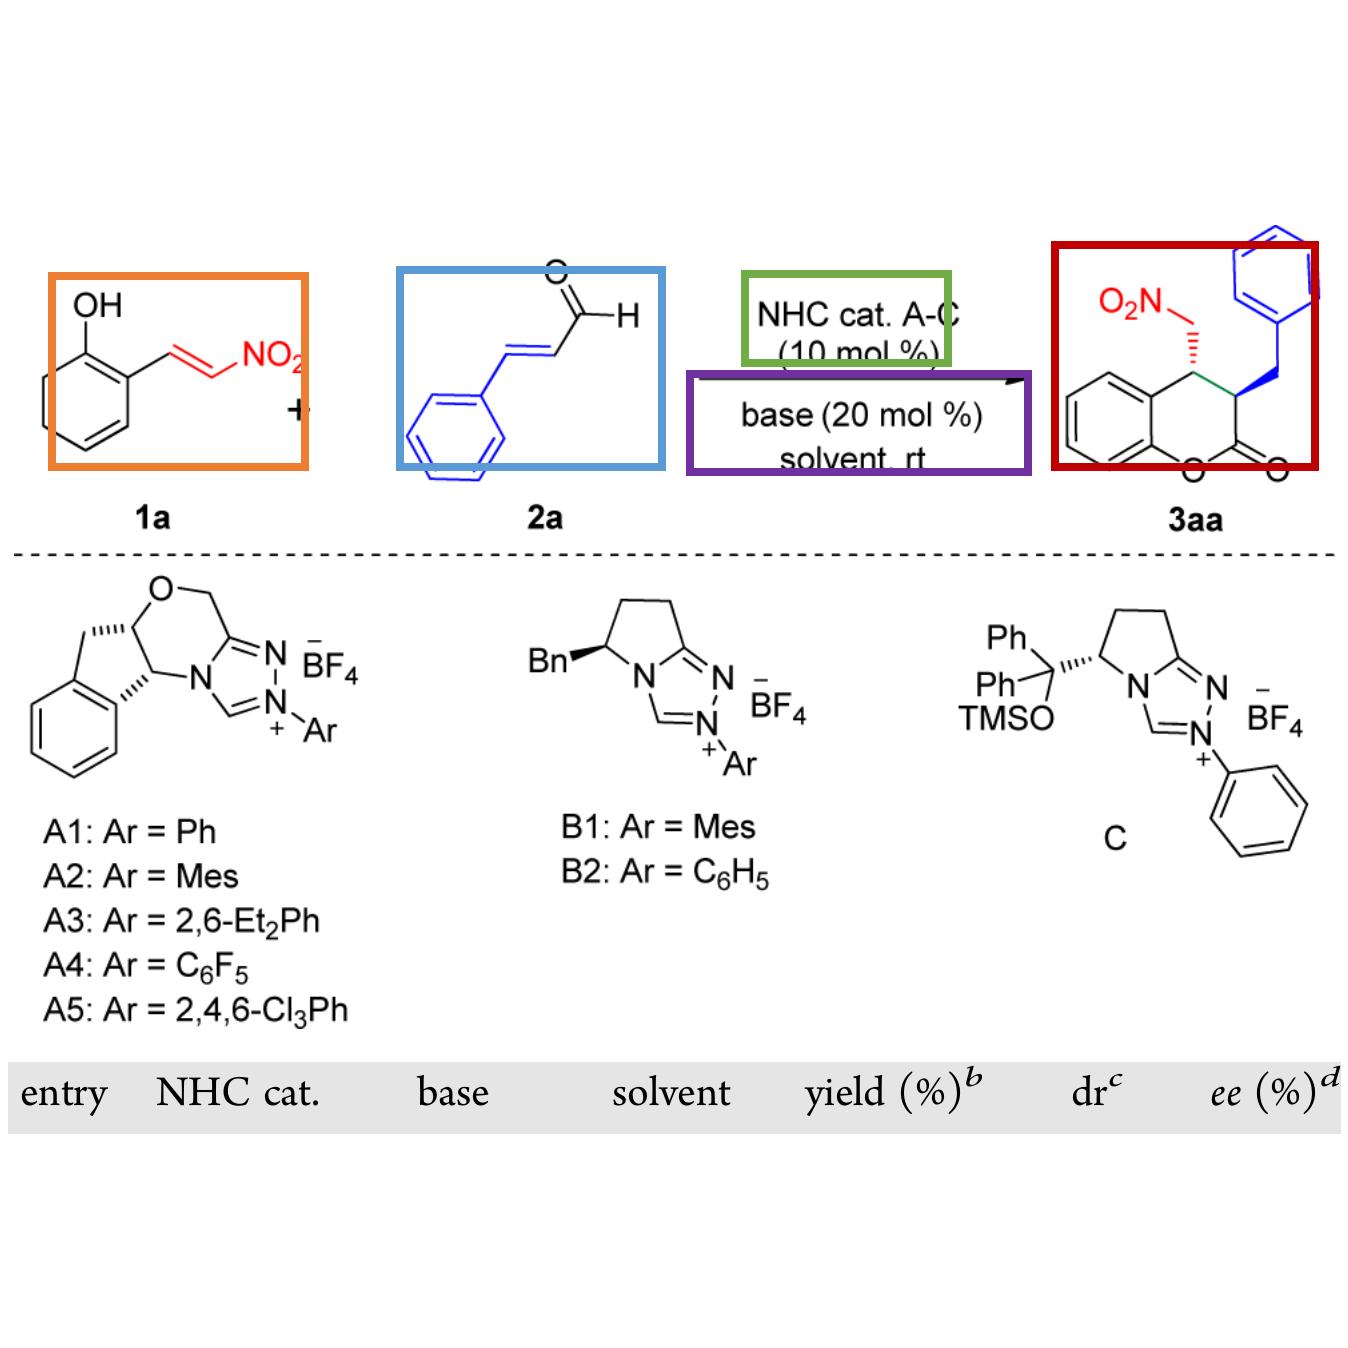 OH
NO2
+
O
H
NHC cat. A-C
(10 mol %)
base (20 mol %)
solvent, rt
O2N
O
O
1a
2a
3aa
O
N
N
N
+
Ar
BF4
−
Bn
N
N
N
+
Ar
BF4
−
Ph
Ph
TMSO
N
N
N
+
BF4
−
A1: Ar = Ph
A2: Ar = Mes
A3: Ar = 2,6-Et2Ph
A4: Ar = C6F5
A5: Ar = 2,4,6-Cl3Ph
B1: Ar = Mes
B2: Ar = C6H5
C
entry NHC cat. base solvent yield (%)b drc ee (%)d